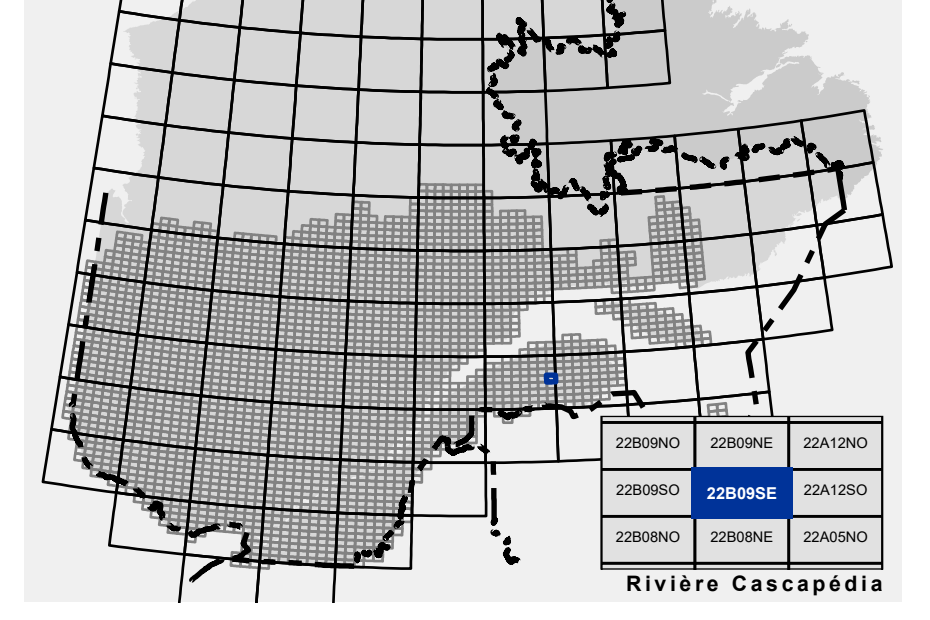 22B09NO 22B09NE 22A12NO
22B09SO 22B09SE 22A12SO
22B08NO 22B08NE 22A05NO
Rivière Cascapédia